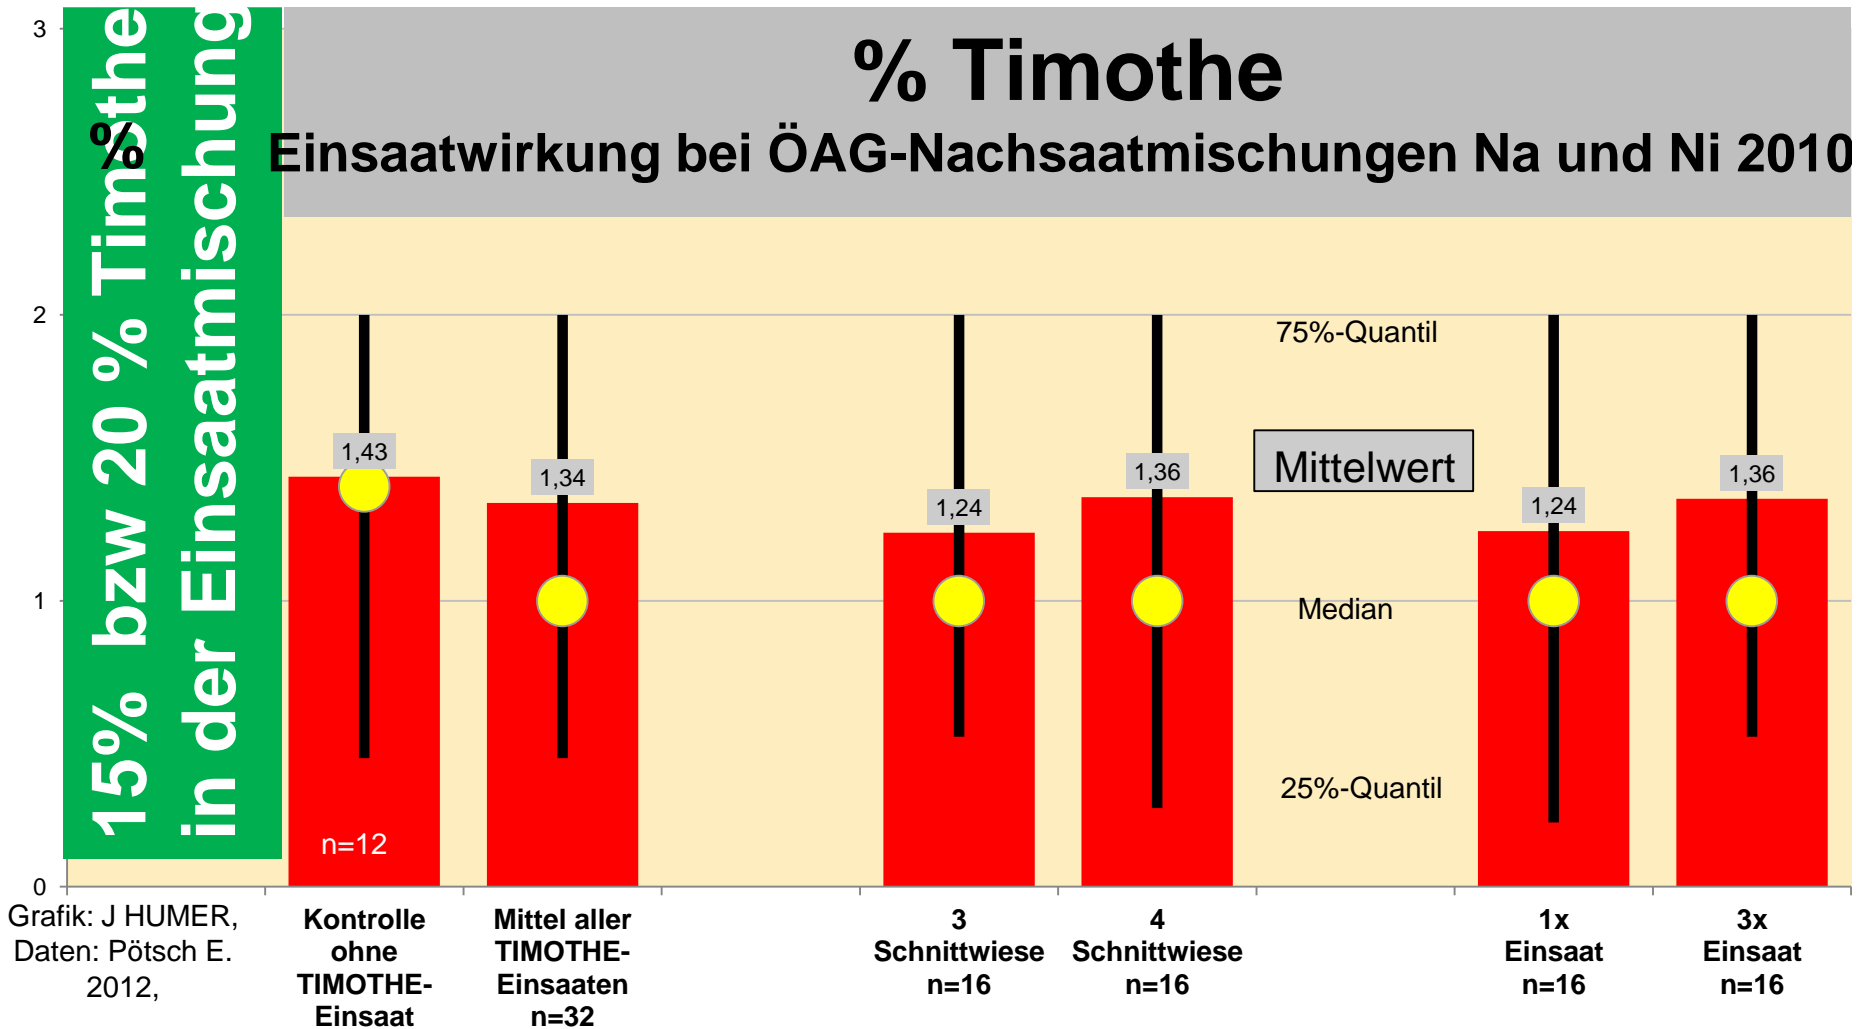 % Timothe
Einsaatwirkung bei ÖAG-Nachsaatmischungen Na und Ni 2010
%
15% bzw 20 % Timothe
in der Einsaatmischung
3
2
1
0
75%-Quantil
Mittelwert
Median
25%-Quantil
1,43
1,34
1,24
1,36
1,24
1,36
n=12
Kontrolle
ohne
TIMOTHE-
Einsaat
Mittel aller
TIMOTHE-
Einsaaten
n=32
3
Schnittwiese
n=16
4
Schnittwiese
n=16
1x
Einsaat
n=16
3x
Einsaat
n=16
Grafik: J HUMER,
Daten: Pötsch E.
2012,